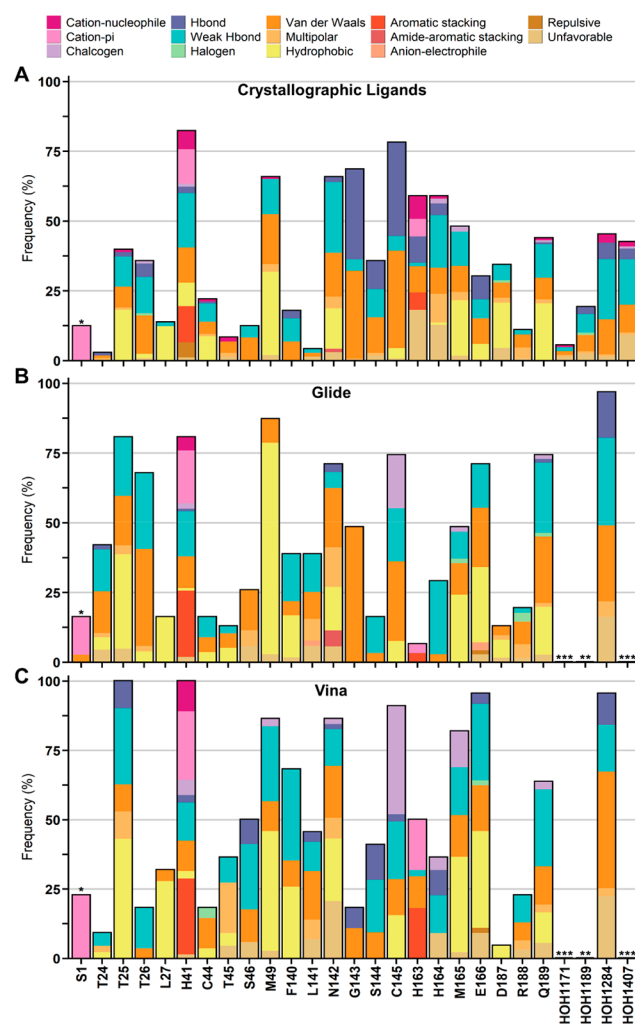 Cation-nucleophile Hbond Van der Waals Aromatic stacking Repulsive
Cation-pi Weak Hbond Multipolar Amide-aromatic stacking Unfavorable
Chalcogen Halogen Hydrophobic Anion-electrophile
A
Crystallographic Ligands
100
75
50
25
0
Frequency (%)
*
B
Glide
100
75
50
25
0
Frequency (%)
*
*** ** ***
C
Vina
100
75
50
25
0
Frequency (%)
*
*** ** ***
S1 T24 T25 T26 L27 H41 C44 T45 S46 M49 F140 L141 N142 G143 S144 C145 H163 H164 M165 E166 D187 R188 Q189 HOH1171 HOH1189 HOH1284 HOH1407